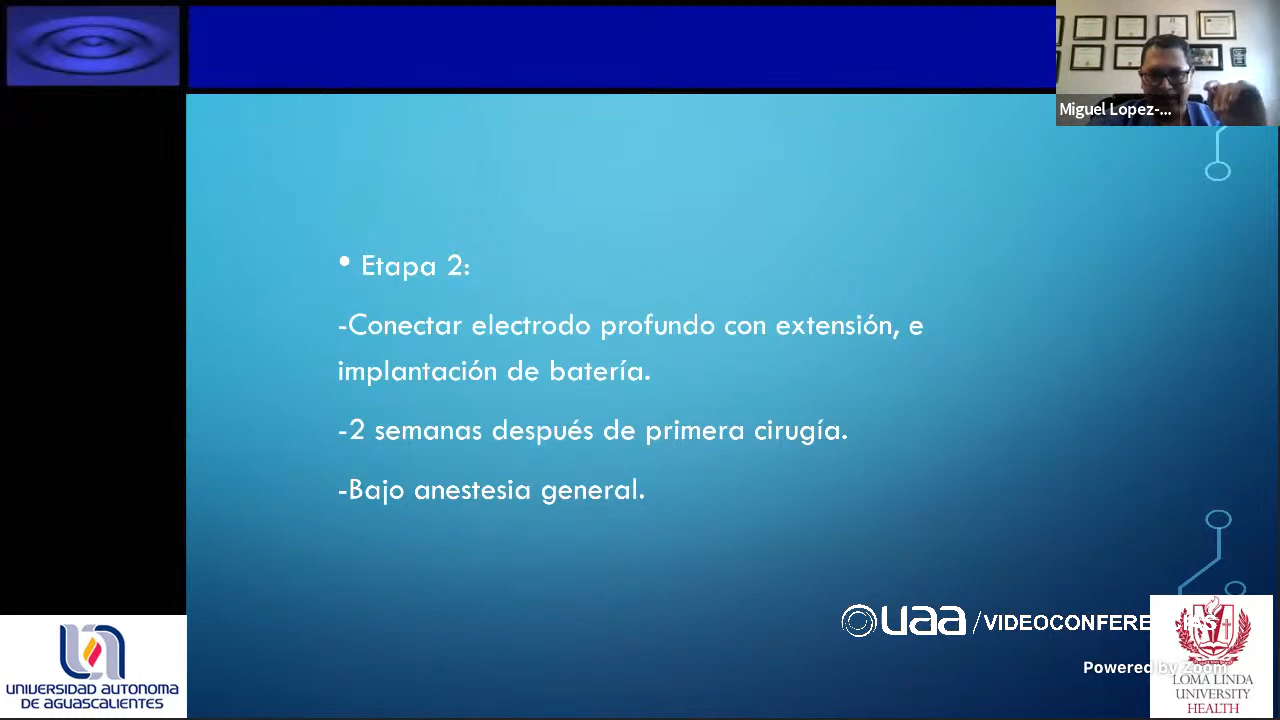 Miguel Lopez-...
• Etapa 2:
-Conectar electrodo profundo con extensión, e
implantación de batería.
-2 semanas después de primera cirugía.
-Bajo anestesia general.
uaa /VIDEOCONFERENCIAS
Powered by Zoom
UNIVERSIDAD AUTONOMA
DE AGUASCALIENTES
LOMA LINDA
UNIVERSITY
HEALTH